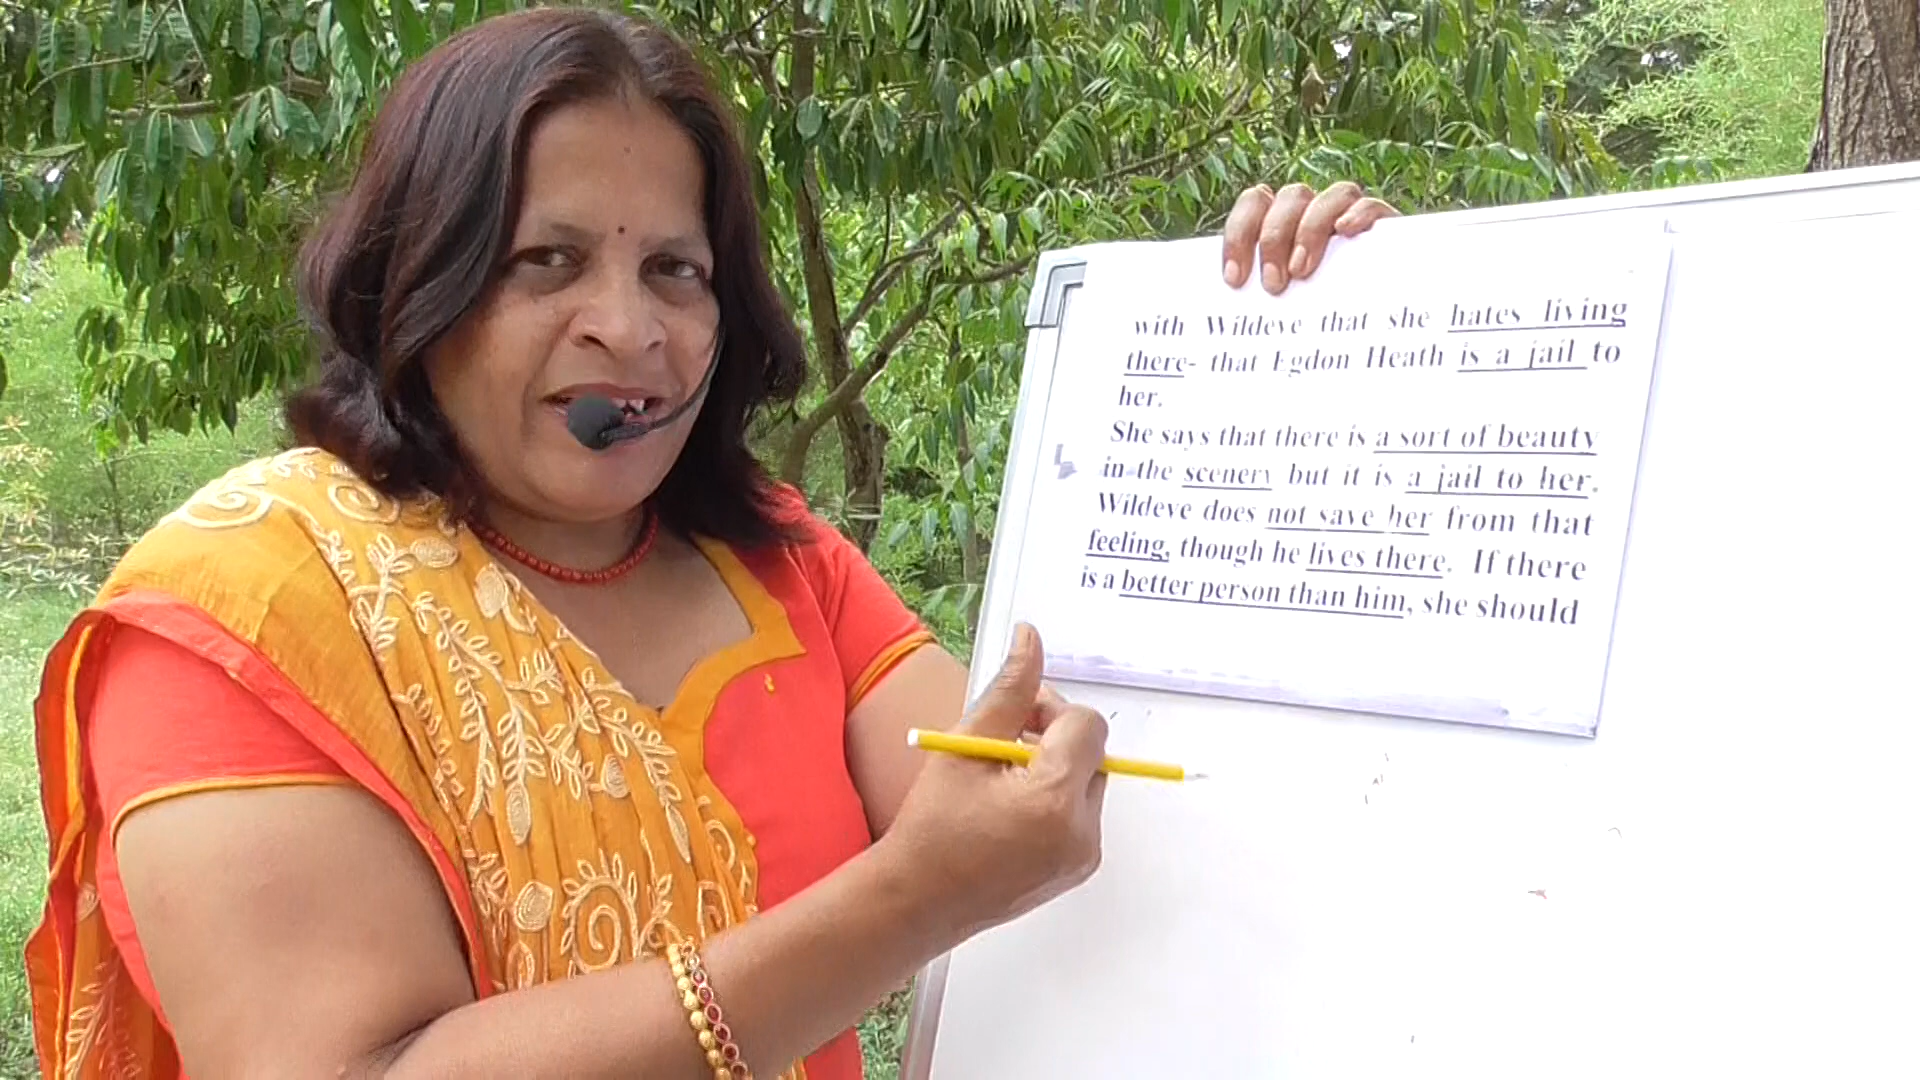 with Wildeve that she hates living
there- that Egdon Heath is a jail to
her.
She says that there is a sort of beauty
in the scenery but it is a jail to her.
Wildeve does not save her from that
feeling, though he lives there. If there
is a better person than him, she should